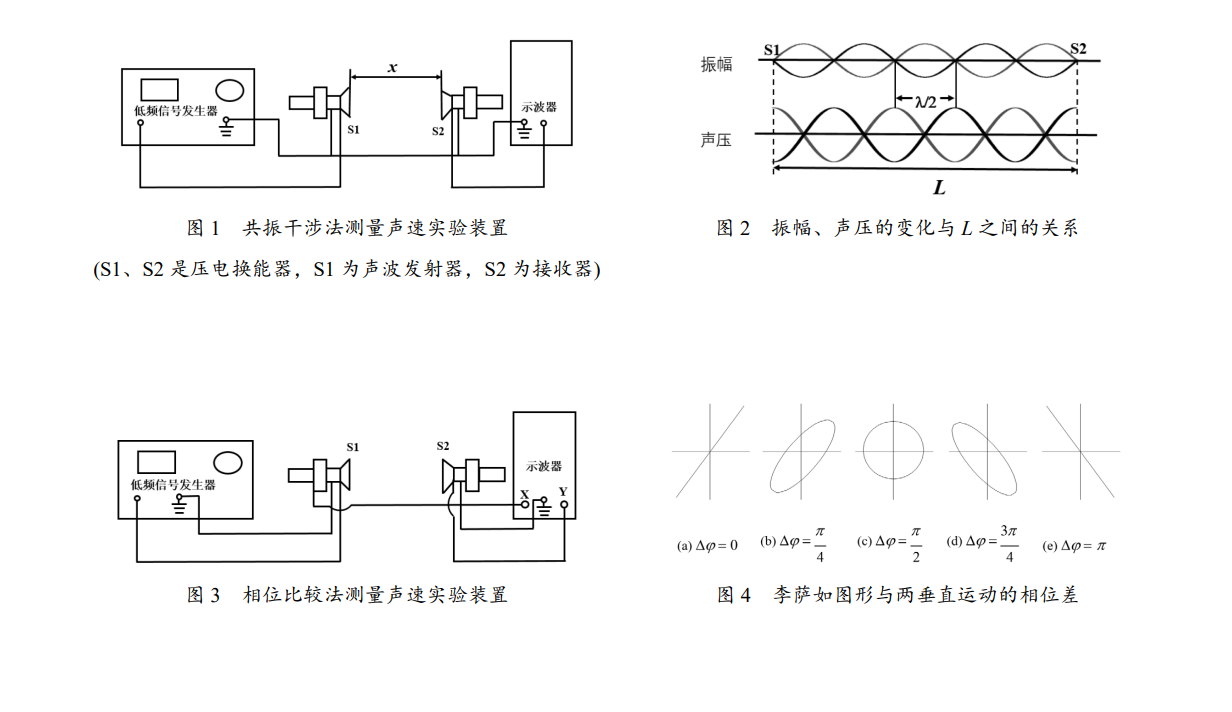 x
低频信号发生器
S1
S2
示波器
图 1 共振干涉法测量声速实验装置
(S1、S2 是压电换能器，S1 为声波发射器，S2 为接收器)
S1
S2
振幅
λ/2
声压
L
图 2 振幅、声压的变化与 L 之间的关系
S1
S2
低频信号发生器
示波器
X
Y
图 3 相位比较法测量声速实验装置
(a) Δφ = 0
(b) Δφ = π/4
(c) Δφ = π/2
(d) Δφ = 3π/4
(e) Δφ = π
图 4 李萨如图形与两垂直运动的相位差